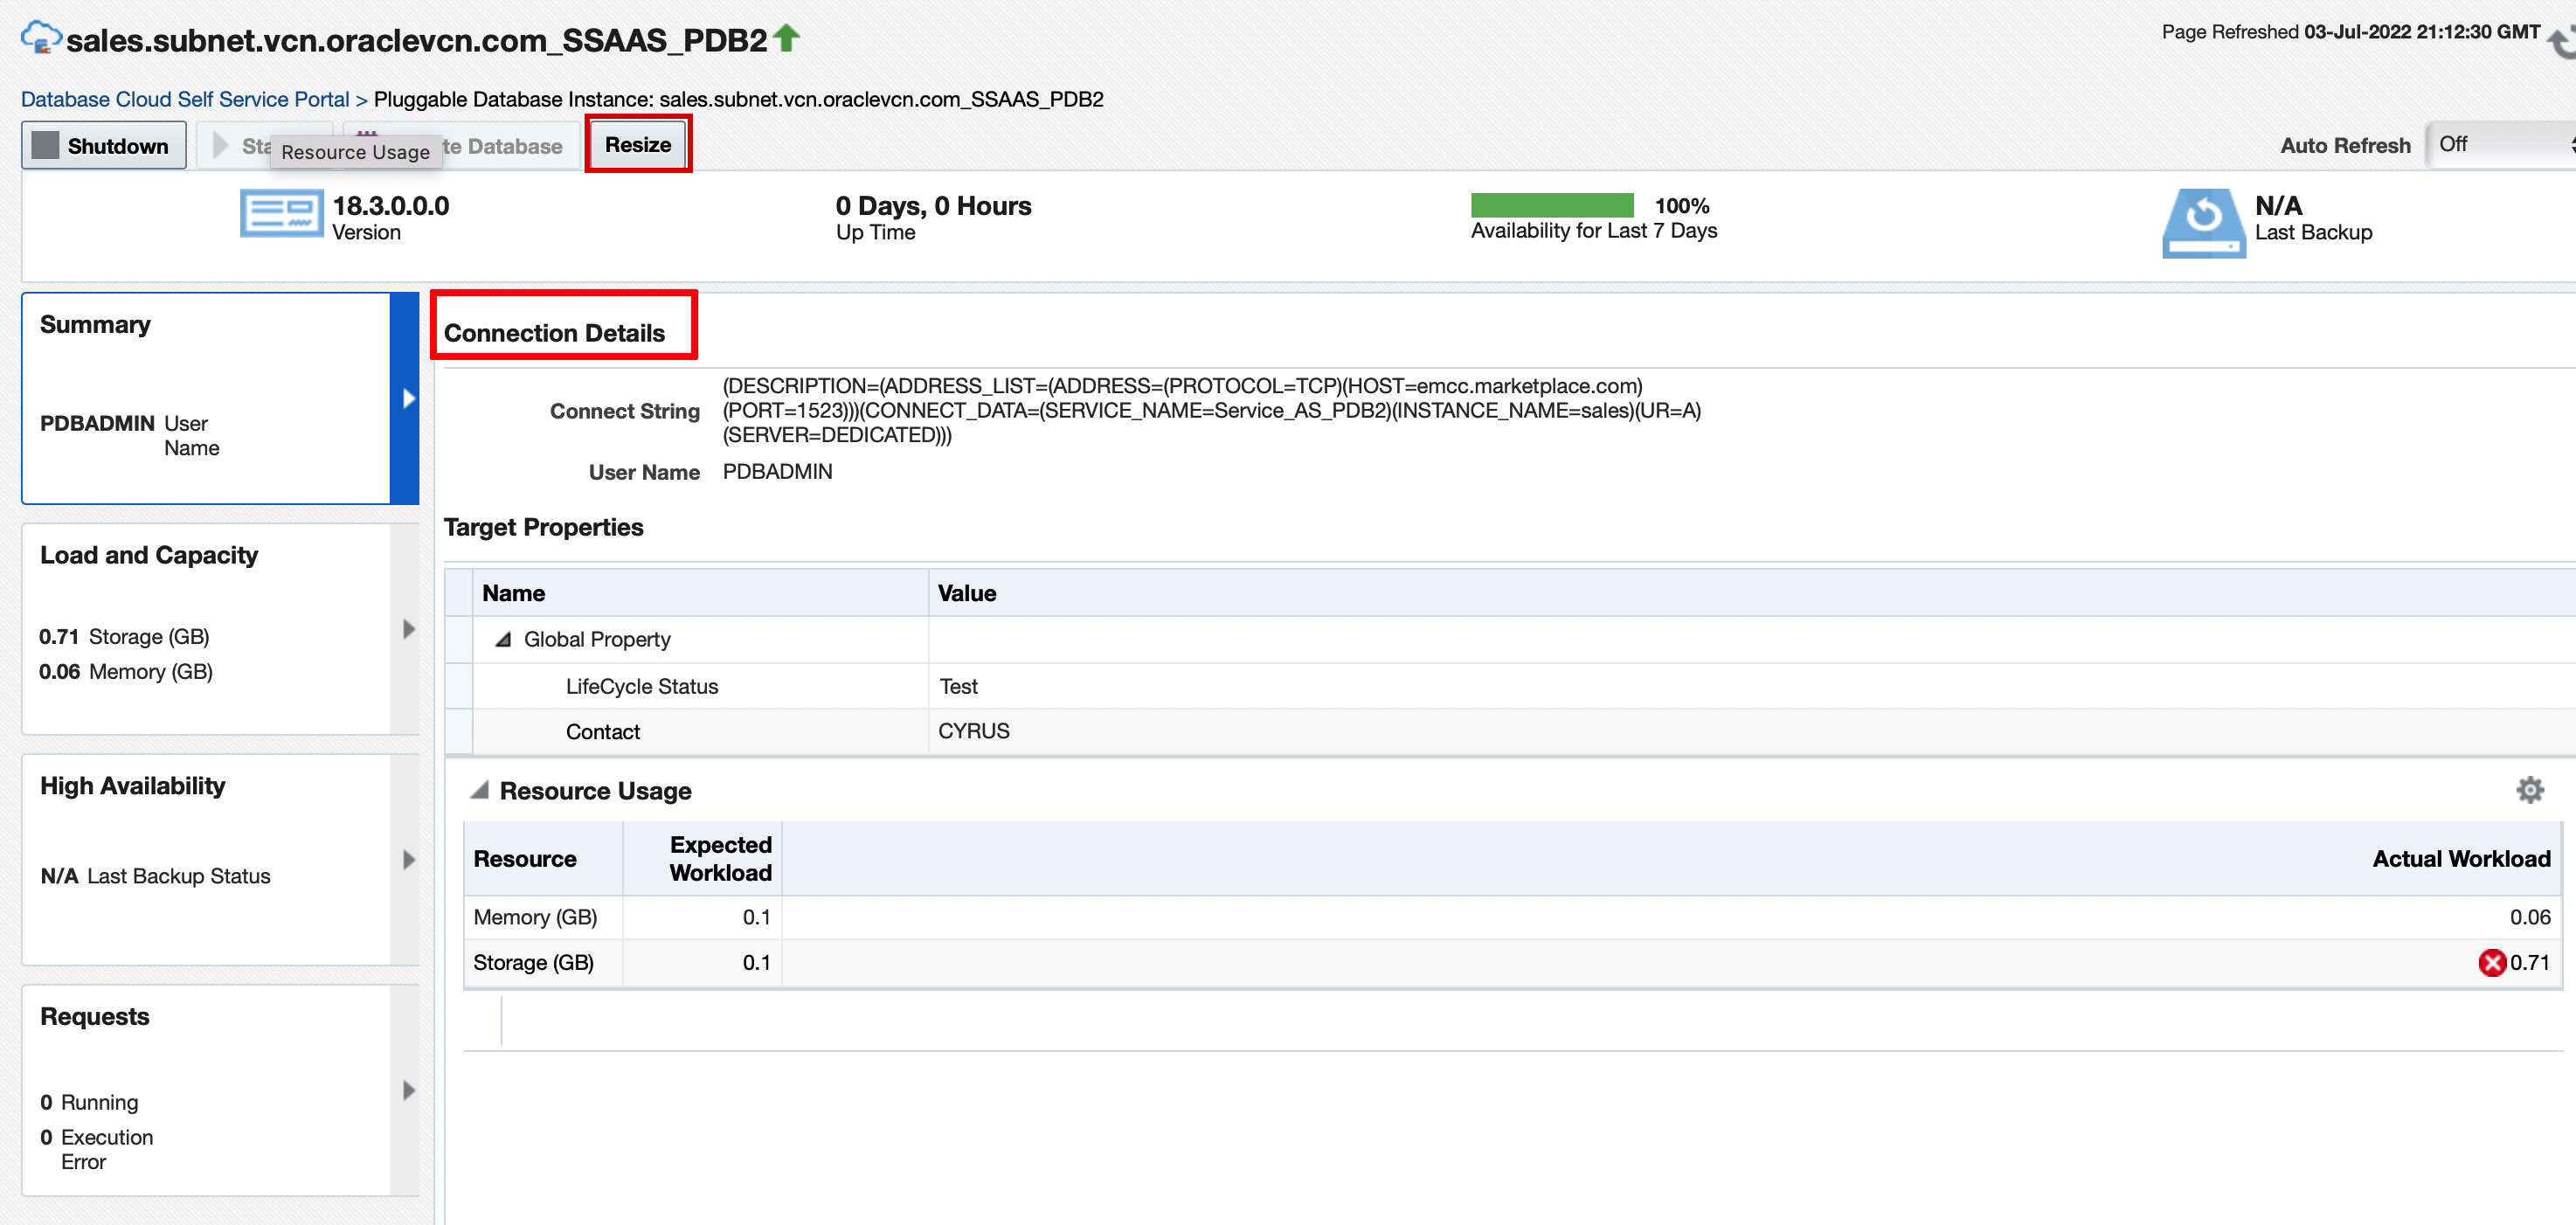 sales.subnet.vcn.oraclevcn.com_SSAAS_PDB2
Page Refreshed 03-Jul-2022 21:12:30 GMT
Database Cloud Self Service Portal > Pluggable Database Instance: sales.subnet.vcn.oraclevcn.com_SSAAS_PDB2
Shutdown
Resource Usage
Database
Resize
Auto Refresh Off
18.3.0.0.0
Version
0 Days, 0 Hours
Up Time
100%
Availability for Last 7 Days
N/A
Last Backup
Summary
PDBADMIN User
Name
Load and Capacity
0.71 Storage (GB)
0.06 Memory (GB)
High Availability
N/A Last Backup Status
Requests
0 Running
0 Execution
Error
Connection Details
Connect String
(DESCRIPTION=(ADDRESS_LIST=(ADDRESS=(PROTOCOL=TCP)(HOST=emcc.marketplace.com)
(PORT=1523)))(CONNECT_DATA=(SERVICE_NAME=Service_AS_PDB2)(INSTANCE_NAME=sales)(UR=A)
(SERVER=DEDICATED)))
User Name PDBADMIN
Target Properties
Name Value
Global Property
LifeCycle Status Test
Contact CYRUS
Resource Usage
Resource Expected Workload Actual Workload
Memory (GB) 0.1 0.06
Storage (GB) 0.1 0.71